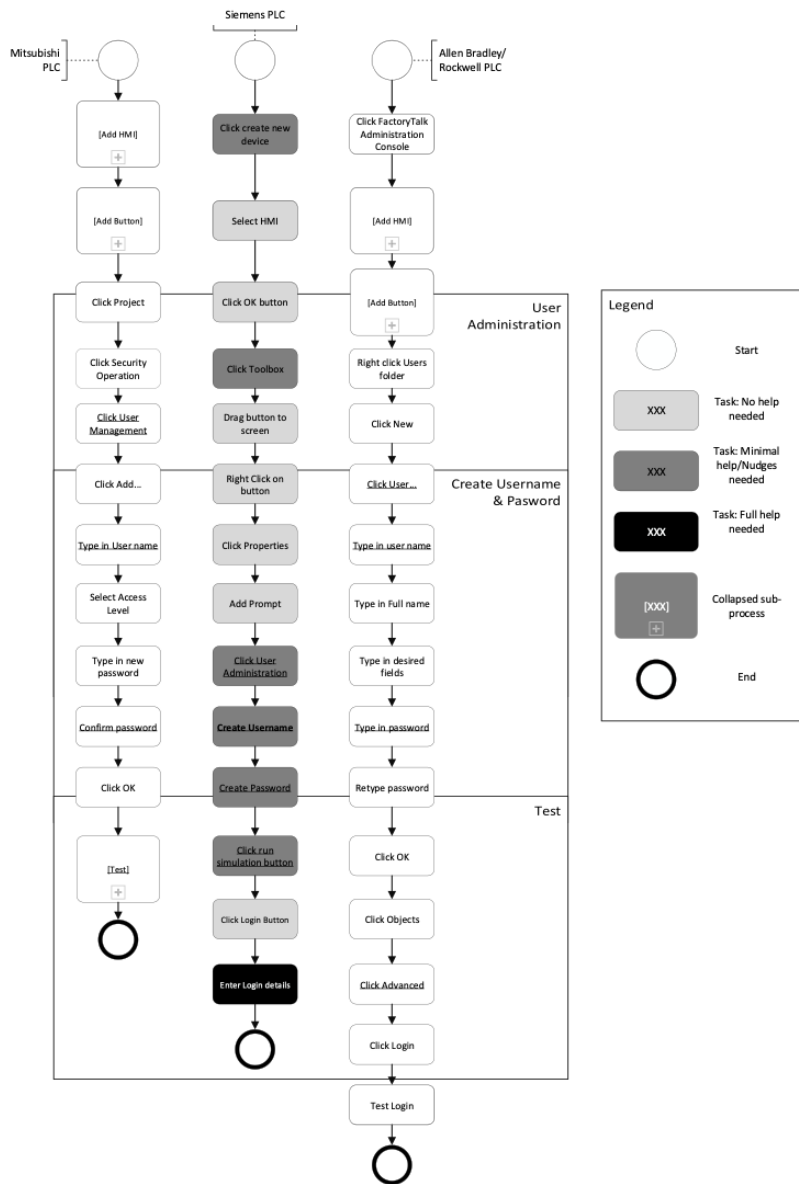 Siemens PLC
Mitsubishi
PLC
Allen Bradley/
Rockwell PLC
[Add HMI]
[Add Button]
Click Project
Click Security
Operation
Click User
Management
Click Add...
Type in User name
Select Access
Level
Type in new
password
Confirm password
Click OK
[Test]
Click create new
device
Select HMI
Click OK button
Click Toolbox
Drag button to
screen
Right Click on
button
Click Properties
Add Prompt
Click User
Administration
Create Username
Create Password
Click run
simulation button
Click Login Button
Enter Login details
Click FactoryTalk
Administration
Console
[Add HMI]
[Add Button]
Right click Users
folder
Click New
Click User...
Type in user name
Type in Full name
Type in desired
fields
Type in password
Retype password
Click OK
Click Objects
Click Advanced
Click Login
Test Login
User
Administration
Create Username
& Pasword
Test
Legend
Start
XXX
Task: No help
needed
XXX
Task: Minimal
help/Nudges
needed
XXX
Task: Full help
needed
[XXX]
Collapsed sub-
process
End